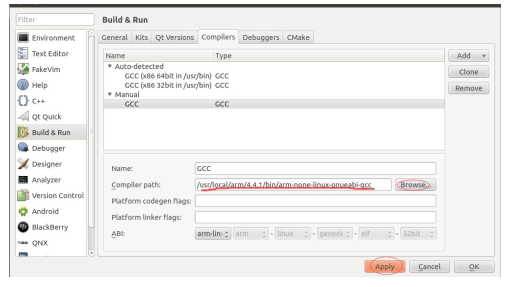 Filter
Environment
Text Editor
FakeVim
Help
C++
Qt Quick
Build & Run
Debugger
Designer
Analyzer
Version Control
Android
BlackBerry
QNX
Build & Run
General Kits Qt Versions Compilers Debuggers CMake
Name Type
Auto-detected
GCC (x86 64bit in /usr/bin) GCC
GCC (x86 32bit in /usr/bin) GCC
Manual
GCC GCC
Add
Clone
Remove
Name: GCC
Compiler path: /usr/local/arm/4.4.1/bin/arm-none-linux-gnueabi-gcc Browse...
Platform codegen flags:
Platform linker flags:
ABI: arm-lin arm - linux - generic - elf - 32bit
Apply Cancel OK